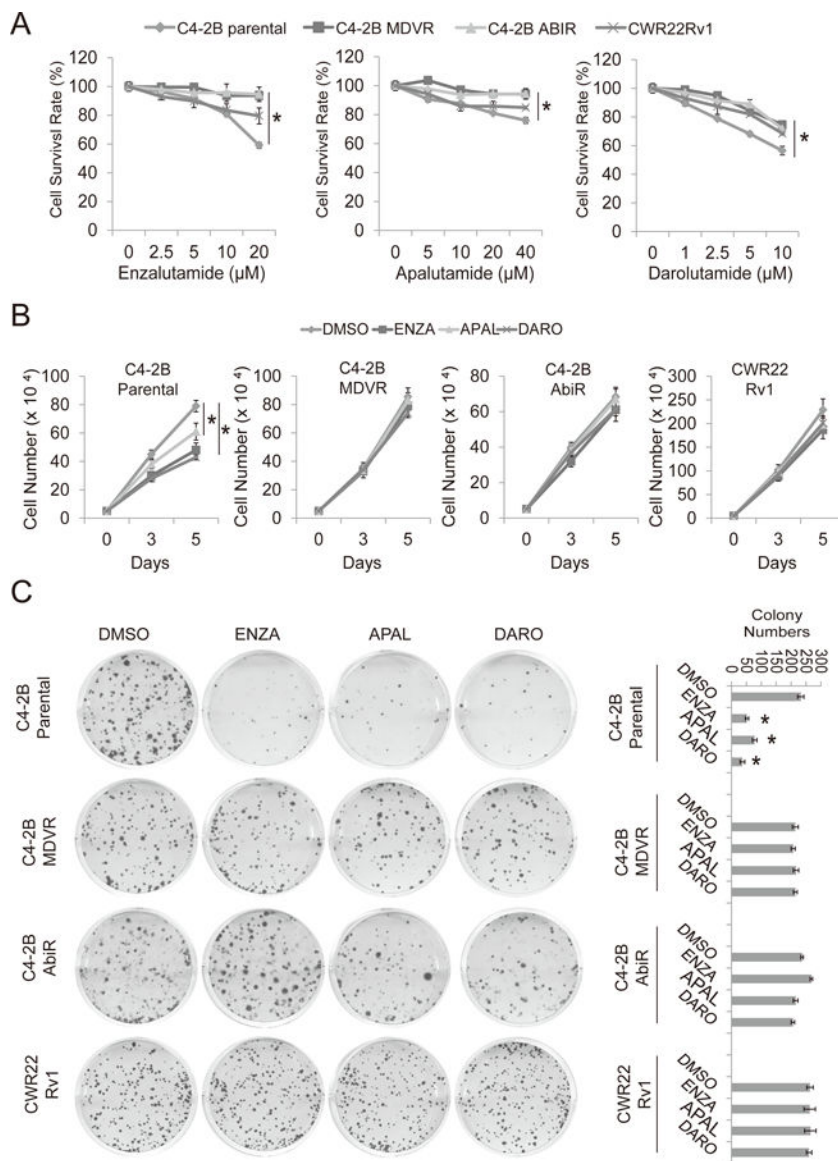 A
C4-2B parental C4-2B MDVR C4-2B ABIR CWR22Rv1
Cell Survivsl Rate (%)
120
100
80
60
40
20
0
0 2.5 5 10 20
Enzalutamide (μM)
Cell Survivsl Rate (%)
120
100
80
60
40
20
0
0 5 10 20 40
Apalutamide (μM)
Cell Survivsl Rate (%)
120
100
80
60
40
20
0
0 1 2.5 5 10
Darolutamide (μM)
*
*
*
B
DMSO ENZA APAL DARO
C4-2B
Parental
Cell Number (x 10 4)
100
80
60
40
20
0
0 3 5
Days
* *
C4-2B
MDVR
Cell Number (x 10 4)
100
80
60
40
20
0
0 3 5
Days
C4-2B
AbiR
Cell Number (x 10 4)
80
60
40
20
0
0 3 5
Days
CWR22
Rv1
Cell Number (x 10 4)
300
250
200
150
100
50
0
0 3 5
Days
C
DMSO ENZA APAL DARO
C4-2B
Parental
C4-2B
MDVR
C4-2B
AbiR
CWR22
Rv1
Colony
Numbers
0 50 100 150 200 250 300
C4-2B
Parental
DMSO
ENZA
APAL *
DARO *
*
C4-2B
MDVR
DMSO
ENZA
APAL
DARO
C4-2B
AbiR
DMSO
ENZA
APAL
DARO
CWR22
Rv1
DMSO
ENZA
APAL
DARO